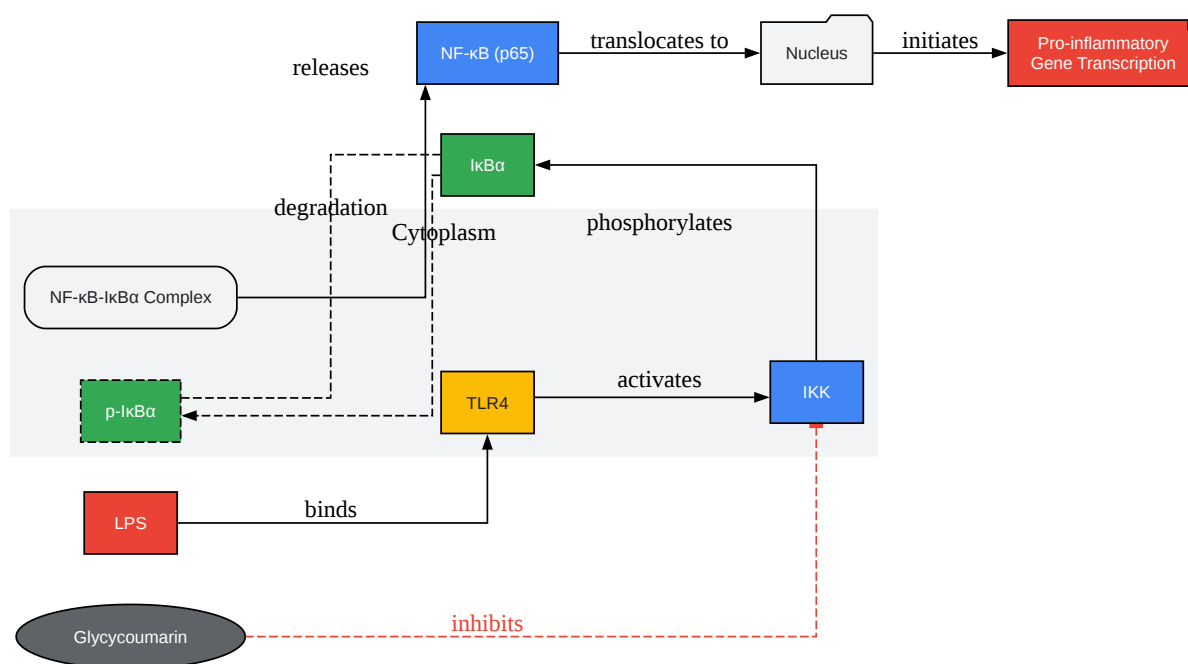 NF-κB (p65)
translocates to
Nucleus
initiates
Pro-inflammatory
Gene Transcription
releases
IκBα
degradation
Cytoplasm
phosphorylates
NF-κB-IκBα Complex
p-IκBα
TLR4
activates
IKK
LPS
binds
Glycycoumarin
inhibits